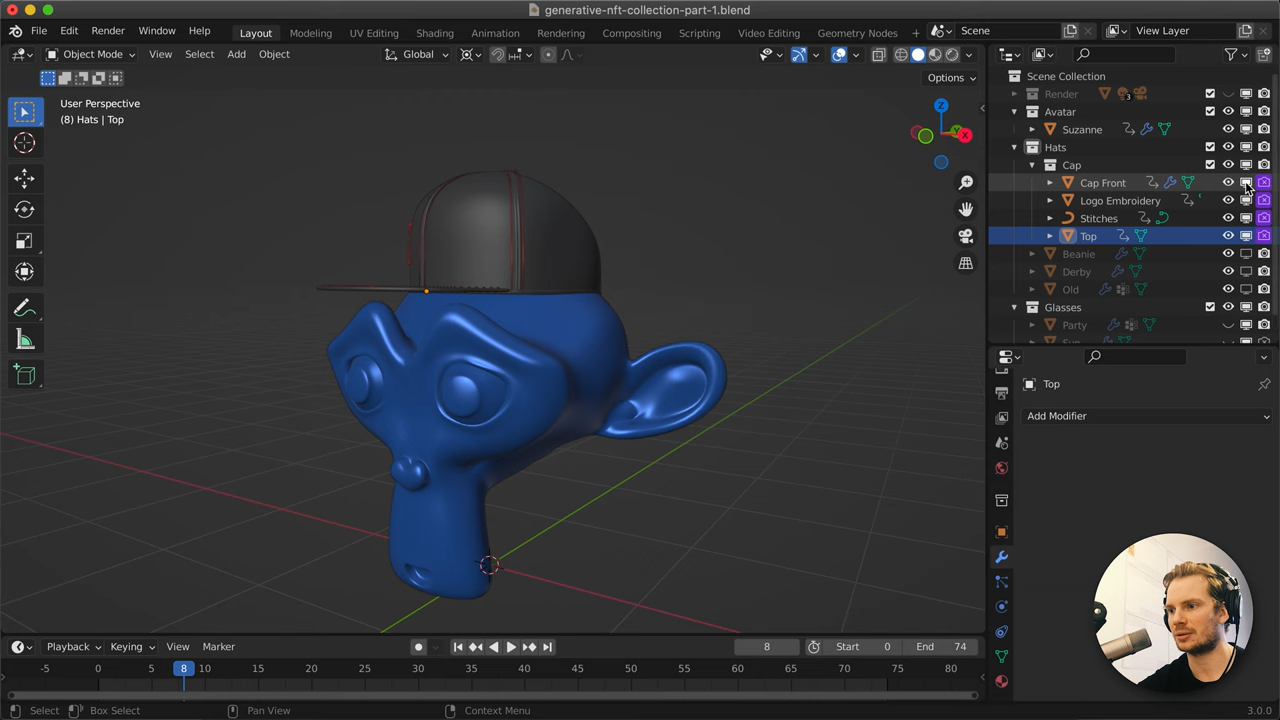 generative-nft-collection-part-1.blend
File Edit Render Window Help Layout Modeling UV Editing Shading Animation Rendering Compositing Scripting Video Editing Geometry Nodes + Scene View Layer
Object Mode View Select Add Object Global
Options
User Perspective
(8) Hats | Top
Z
X
Scene Collection
Render 3
Avatar
Suzanne
Hats
Cap
Cap Front
Logo Embroidery
Stitches
Top
Beanie
Derby
Old
Glasses
Party
Top
Add Modifier
Playback Keying View Marker 8 Start 0 End 74
-5 0 5 8 10 15 20 25 30 35 40 45 50 55 60 65 70 75 80
Select Box Select Pan View Context Menu 3.0.0